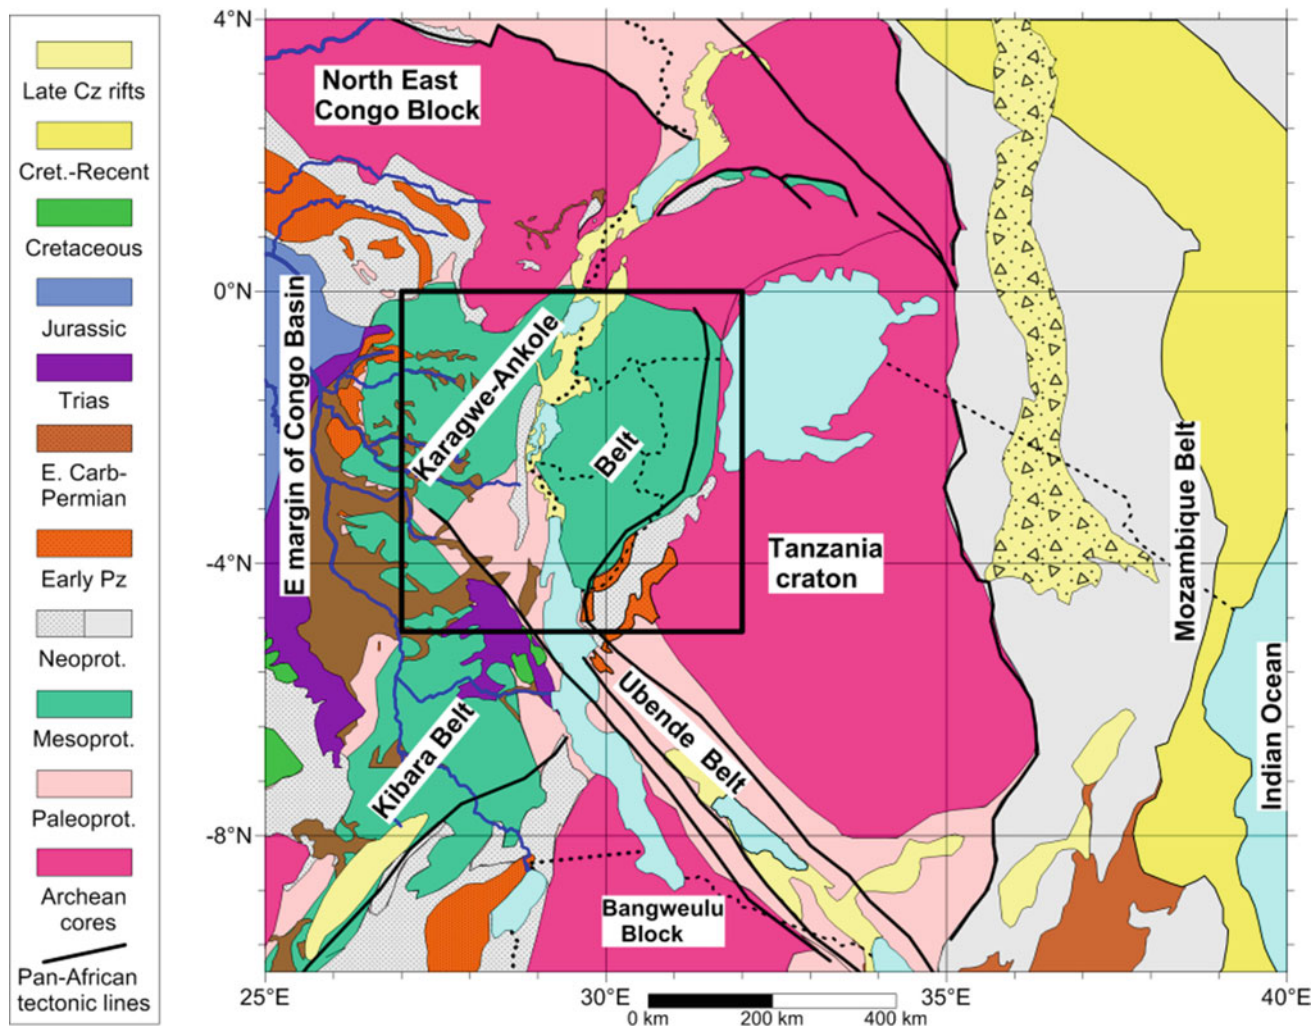 Late Cz rifts
Cret.-Recent
Cretaceous
Jurassic
Trias
E. Carb-
Permian
Early Pz
Neoprot.
Mesoprot.
Paleoprot.
Archean
cores
Pan-African
tectonic lines
4°N
0°N
-4°N
-8°N
25°E
30°E
35°E
40°E
0 km
200 km
400 km
North East
Congo Block
E margin of Congo Basin
Karagwe-Ankole
Belt
Tanzania
craton
Mozambique Belt
Indian Ocean
Ubende Belt
Kibara Belt
Bangweulu
Block